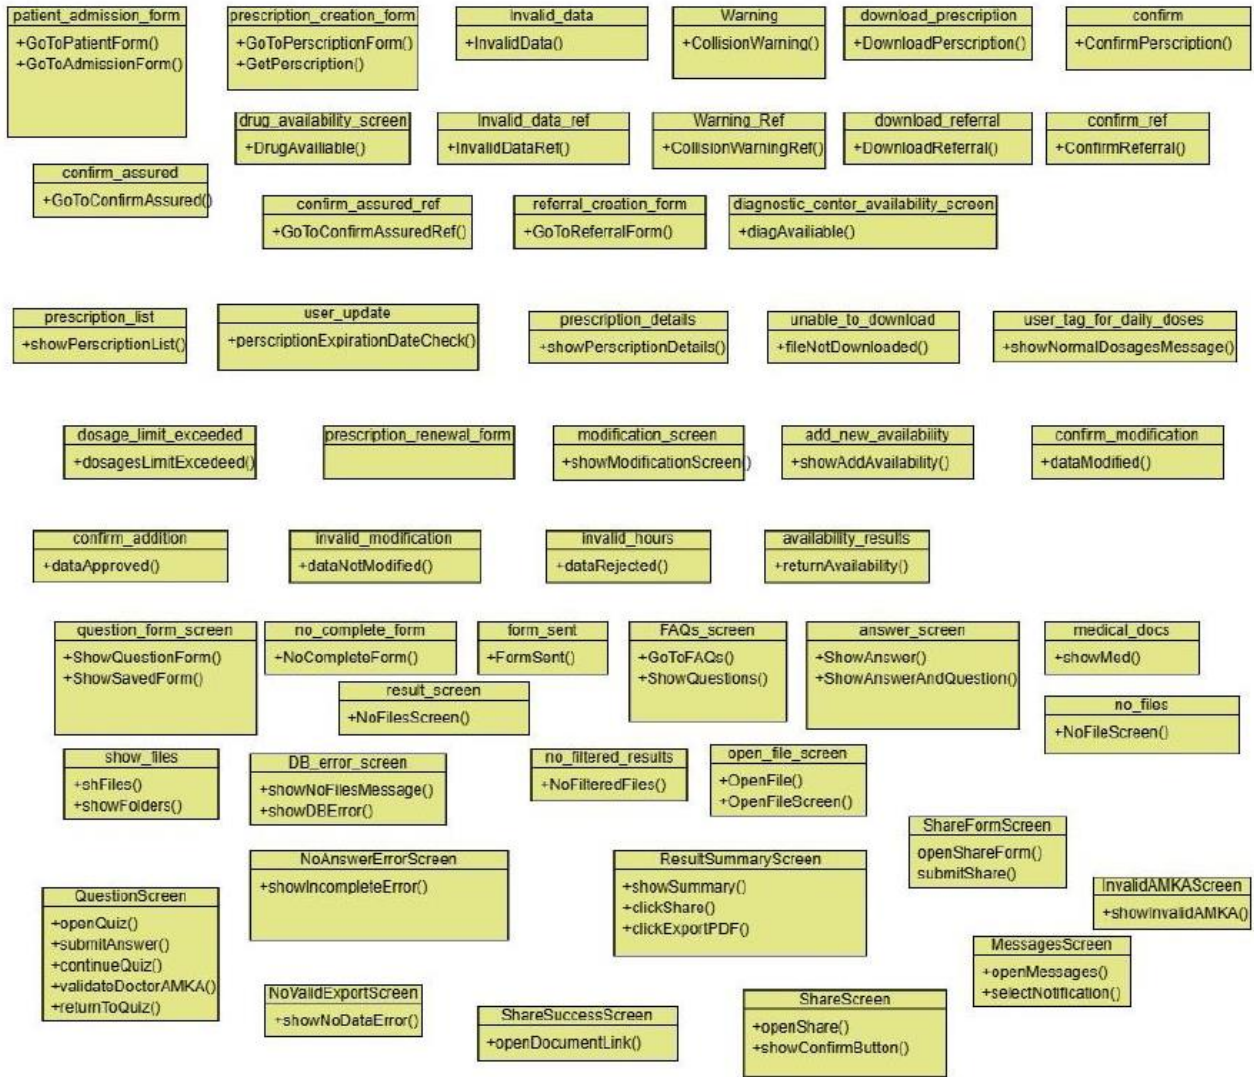 patient_admission_form
+GoToPatientForm()
+GoToAdmissionForm()
prescription_creation_form
+GoToPerscriptionForm()
+GetPerscription()
Invalid_data
+InvalidData()
Warning
+CollisionWarning()
download_prescription
+DownloadPerscription()
confirm
+ConfirmPerscription()
drug_availability_screen
+DrugAvailiable()
Invalid_data_ref
+InvalidDataRef()
Warning_Ref
+CollisionWarningRef()
download_referral
+DownloadReferral()
confirm_ref
+ConfirmReferral()
confirm_assured
+GoToConfirmAssured()
confirm_assured_ref
+GoToConfirmAssuredRef()
referral_creation_form
+GoToReferralForm()
diagnostic_center_availability_screen
+diagAvailiable()
prescription_list
+showPerscriptionList()
user_update
+perscriptionExpirationDateCheck()
prescription_details
+showPerscriptionDetails()
unable_to_download
+fileNotDownloaded()
user_tag_for_daily_doses
+showNormalDosagesMessage()
dosage_limit_exceeded
+dosagesLimitExcedeed()
prescription_renewal_form
modification_screen
+showModificationScreen()
add_new_availability
+showAddAvailability()
confirm_modification
+dataModified()
confirm_addition
+dataApproved()
invalid_modification
+dataNotModified()
invalid_hours
+dataRejected()
availability_results
+returnAvailability()
question_form_screen
+ShowQuestionForm()
+ShowSavedForm()
no_complete_form
+NoCompleteForm()
form_sent
+FormSent()
FAQs_screen
+GoToFAQs()
+ShowQuestions()
answer_screen
+ShowAnswer()
+ShowAnswerAndQuestion()
medical_docs
+showMed()
result_screen
+NoFilesScreen()
no_files
+NoFileScreen()
show_files
+shFiles()
+showFolders()
DB_error_screen
+showNoFilesMessage()
+showDBError()
no_filtered_results
+NoFilteredFiles()
open_file_screen
+OpenFile()
+OpenFileScreen()
ShareFormScreen
openShareForm()
submitShare()
NoAnswerErrorScreen
+showIncompleteError()
ResultSummaryScreen
+showSummary()
+clickShare()
+clickExportPDF()
InvalidAMKAScreen
+showInvalidAMKA()
QuestionScreen
+openQuiz()
+submitAnswer()
+continueQuiz()
+validateDoctorAMKA()
+returnToQuiz()
MessagesScreen
+openMessages()
+selectNotification()
NoValidExportScreen
+showNoDataError()
ShareSuccessScreen
+openDocumentLink()
ShareScreen
+openShare()
+showConfirmButton()